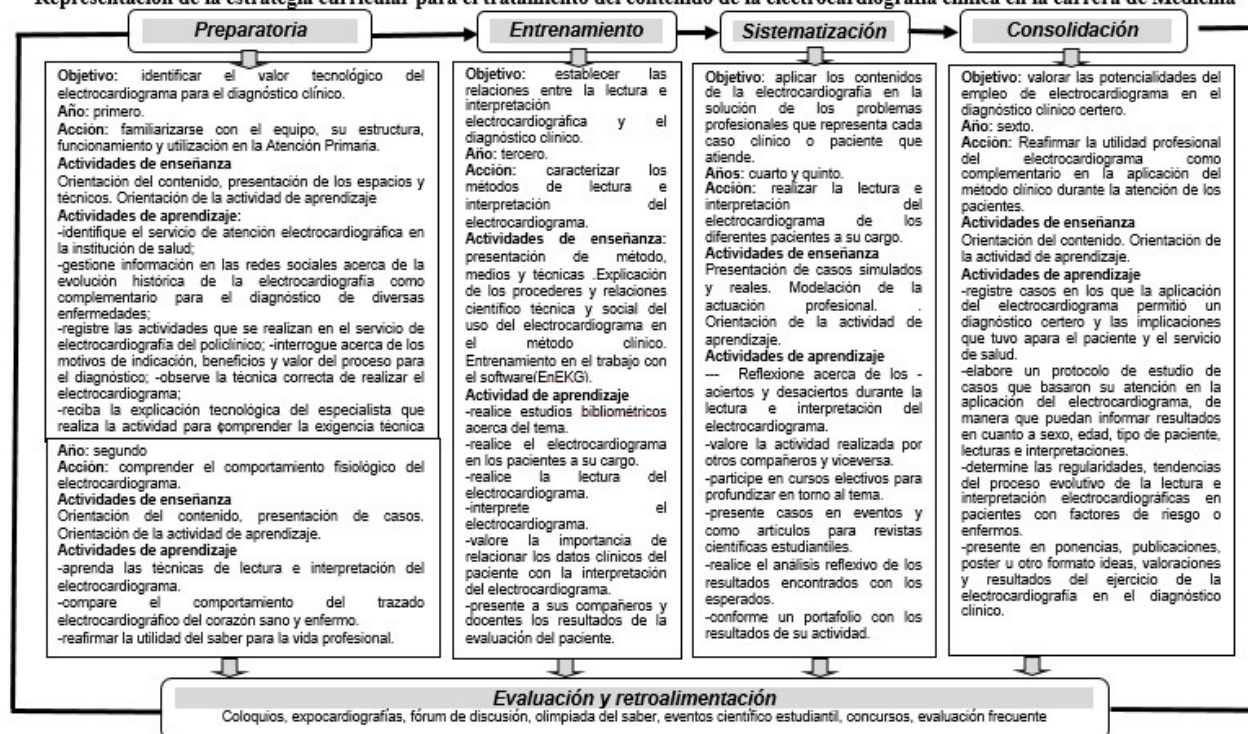 Representación de la estrategia curricular para el tratamiento del contenido de la electrocardiografía clínica en la carrera de Medicina
Preparatoria
Objetivo: identificar el valor tecnológico del
electrocardiograma para el diagnóstico clínico.
Año: primero.
Acción: familiarizarse con el equipo, su estructura,
funcionamiento y utilización en la Atención Primaria.
Actividades de enseñanza
Orientación del contenido, presentación de los espacios y
técnicos. Orientación de la actividad de aprendizaje
Actividades de aprendizaje:
-identifique el servicio de atención electrocardiográfica en
la institución de salud;
-gestione información en las redes sociales acerca de la
evolución histórica de la electrocardiografía como
complementario para el diagnóstico de diversas
enfermedades;
-registre las actividades que se realizan en el servicio de
electrocardiografía del policlínico; -interrogue acerca de los
motivos de indicación, beneficios y valor del proceso para
el diagnóstico; -observe la técnica correcta de realizar el
electrocardiograma;
-reciba la explicación tecnológica del especialista que
realiza la actividad para comprender la exigencia técnica
Año: segundo
Acción: comprender el comportamiento fisiológico del
electrocardiograma.
Actividades de enseñanza
Orientación del contenido, presentación de casos.
Orientación de la actividad de aprendizaje.
Actividades de aprendizaje
-aprenda las técnicas de lectura e interpretación del
electrocardiograma.
-compare el comportamiento del trazado
electrocardiográfico del corazón sano y enfermo.
-reafirmar la utilidad del saber para la vida profesional.
Entrenamiento
Objetivo: establecer las
relaciones entre la lectura e
interpretación
electrocardiográfica y el
diagnóstico clínico.
Año: tercero.
Acción: caracterizar los
métodos de lectura e
interpretación del
electrocardiograma.
Actividades de enseñanza:
presentación de método,
medios y técnicas .Explicación
de los procederes y relaciones
científico técnica y social del
uso del electrocardiograma en
el método clínico.
Entrenamiento en el trabajo con
el software(EnEKG).
Actividad de aprendizaje
-realice estudios bibliométricos
acerca del tema.
-realice el electrocardiograma
en los pacientes a su cargo.
-realice la lectura del
electrocardiograma.
-interprete el
electrocardiograma.
-valore la importancia de
relacionar los datos clínicos del
paciente con la interpretación
del electrocardiograma.
-presente a sus compañeros y
docentes los resultados de la
evaluación del paciente.
Sistematización
Objetivo: aplicar los contenidos
de la electrocardiografía en la
solución de los problemas
profesionales que representa cada
caso clínico o paciente que
atiende.
Años: cuarto y quinto.
Acción: realizar la lectura e
interpretación del
electrocardiograma de los
diferentes pacientes a su cargo.
Actividades de enseñanza
Presentación de casos simulados
y reales. Modelación de la
actuación profesional. .
Orientación de la actividad de
aprendizaje.
Actividades de aprendizaje
--- Reflexione acerca de los -
aciertos y desaciertos durante la
lectura e interpretación del
electrocardiograma.
-valore la actividad realizada por
otros compañeros y viceversa.
-participe en cursos electivos para
profundizar en torno al tema.
-presente casos en eventos y
como artículos para revistas
científicas estudiantiles.
-realice el análisis reflexivo de los
resultados encontrados con los
esperados.
-conforme un portafolio con los
resultados de su actividad.
Consolidación
Objetivo: valorar las potencialidades del
empleo de electrocardiograma en el
diagnóstico clínico certero.
Año: sexto.
Acción: Reafirmar la utilidad profesional
del electrocardiograma como
complementario en la aplicación del
método clínico durante la atención de los
pacientes.
Actividades de enseñanza
Orientación del contenido. Orientación de
la actividad de aprendizaje.
Actividades de aprendizaje
-registre casos en los que la aplicación
del electrocardiograma permitió un
diagnóstico certero y las implicaciones
que tuvo apara el paciente y el servicio
de salud.
-elabore un protocolo de estudio de
casos que basaron su atención en la
aplicación del electrocardiograma, de
manera que puedan informar resultados
en cuanto a sexo, edad, tipo de paciente,
lecturas e interpretaciones.
-determine las regularidades, tendencias
del proceso evolutivo de la lectura e
interpretación electrocardiográficas en
pacientes con factores de riesgo o
enfermos.
-presente en ponencias, publicaciones,
poster u otro formato ideas, valoraciones
y resultados del ejercicio de la
electrocardiografía en el diagnóstico
clínico.
Evaluación y retroalimentación
Coloquios, expocardiografías, fórum de discusión, olimpiada del saber, eventos científico estudiantil, concursos, evaluación frecuente